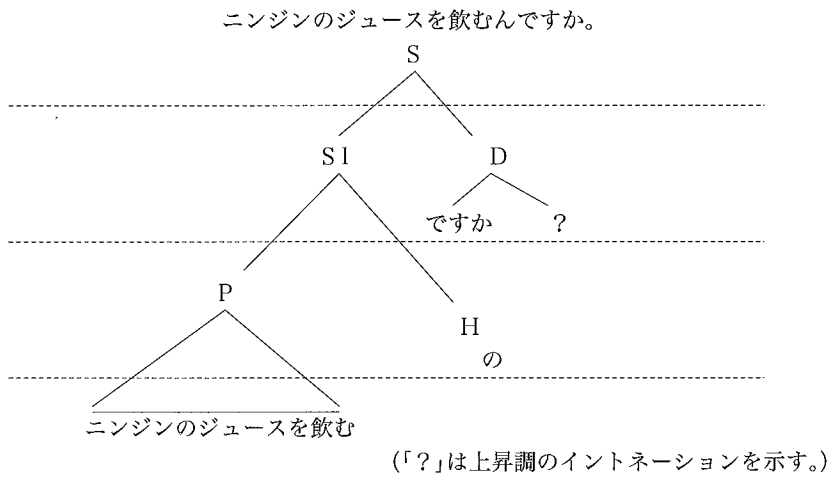 ニンジンのジュースを飲むんですか。
S
S I D
ですか ?
P
H
の
ニンジンのジュースを飲む
(「?」は上昇調のイントネーションを示す。)